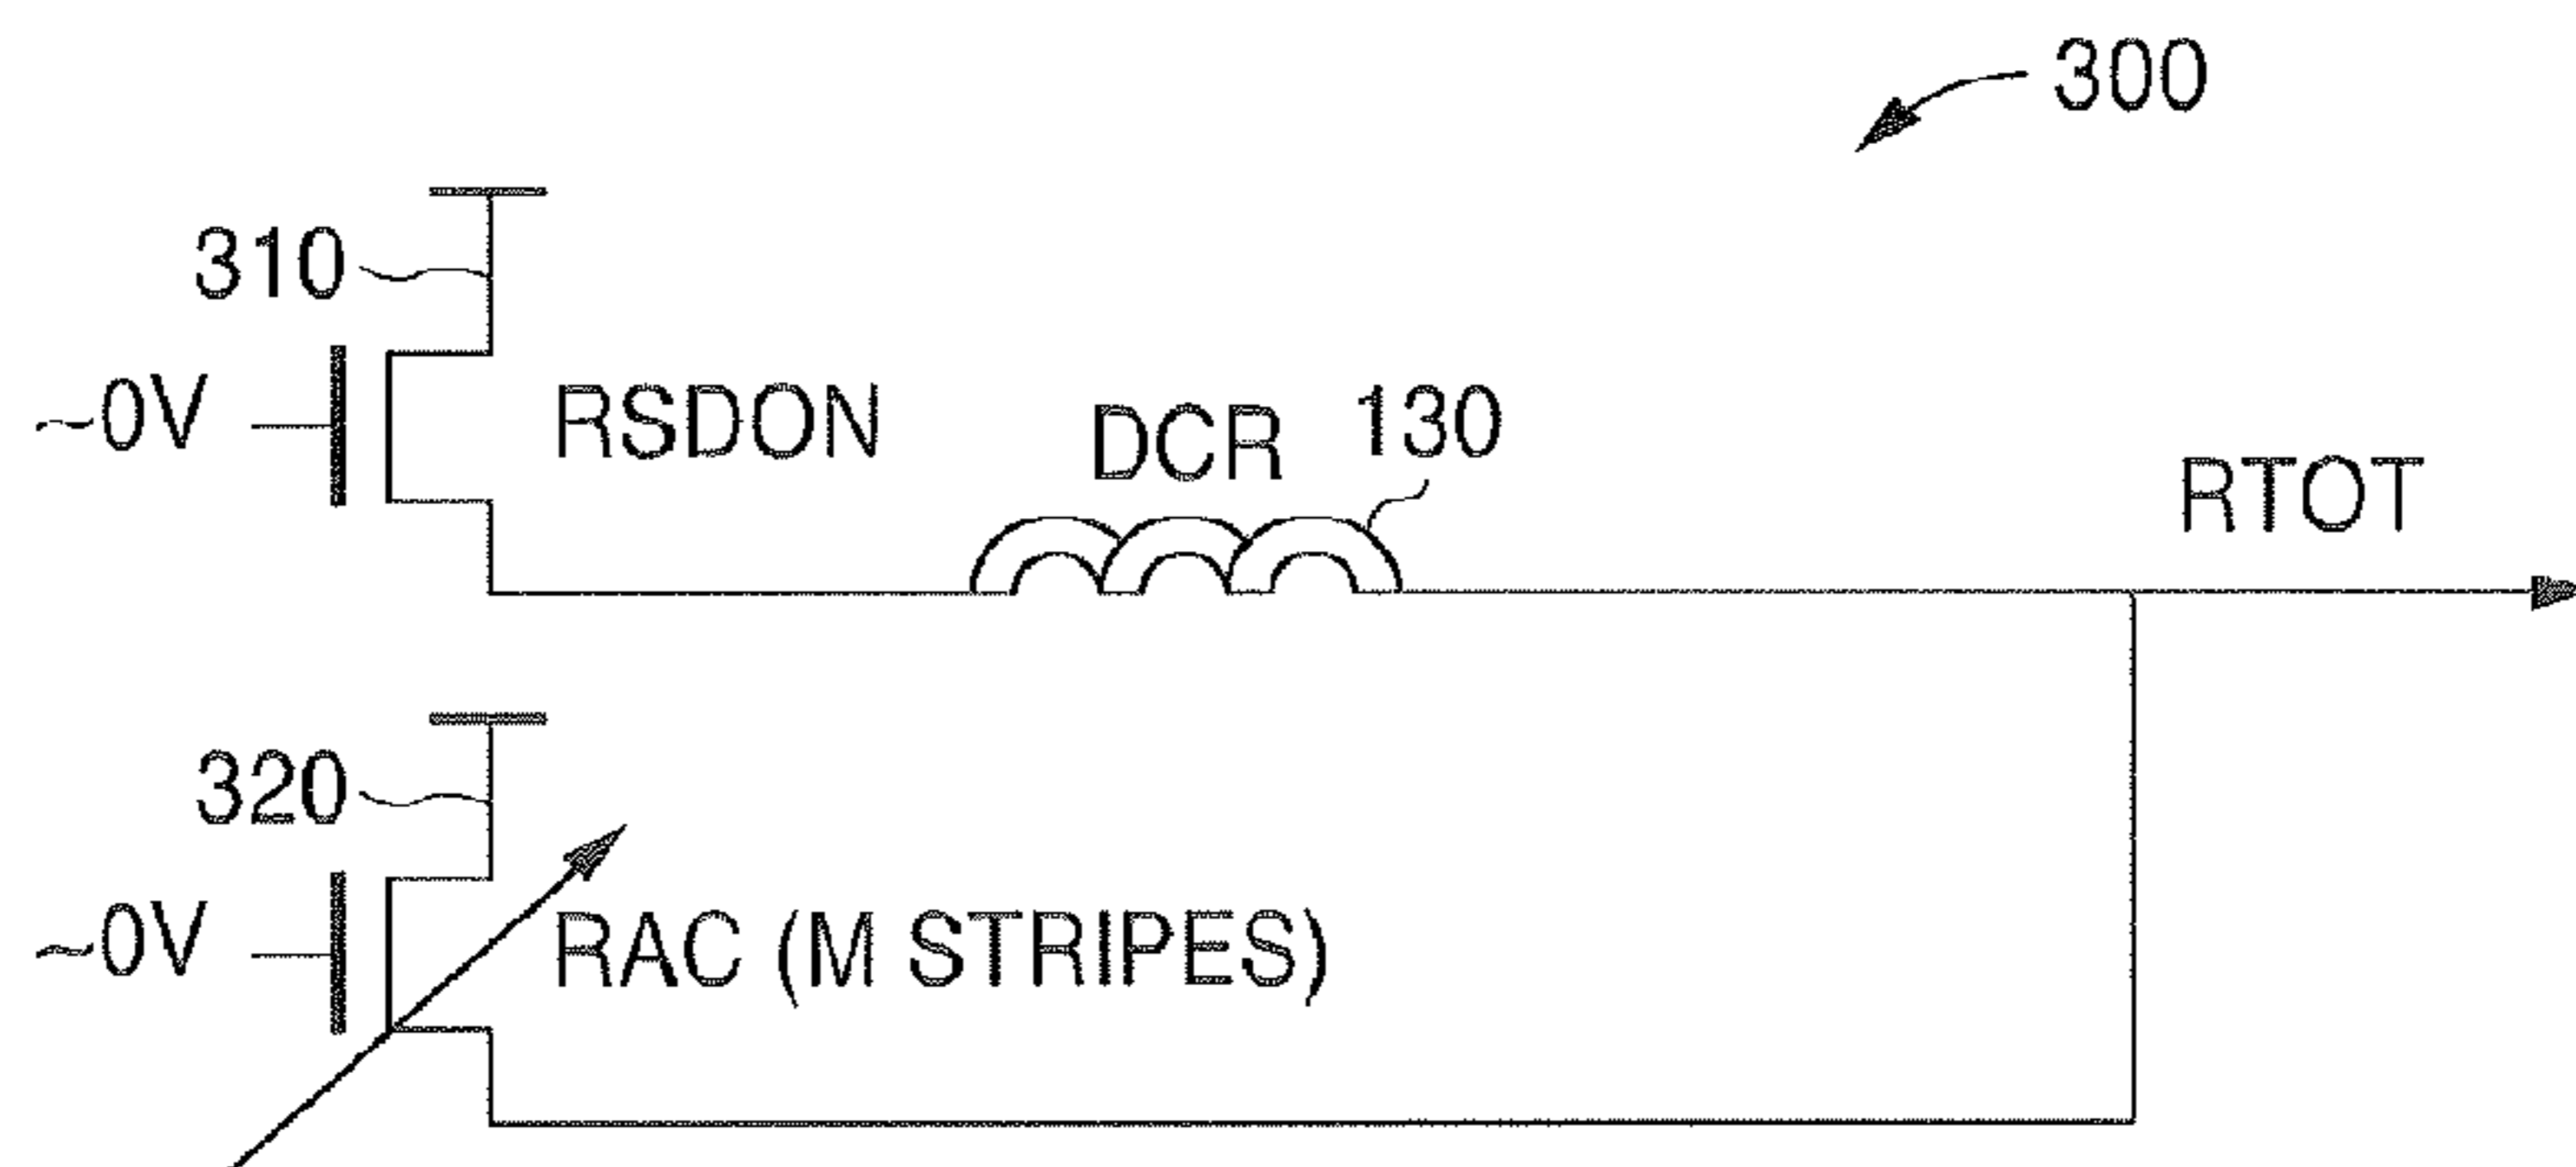 300
310
~0V
RSDON
DCR
130
RTOT
320
~0V
RAC (M STRIPES)